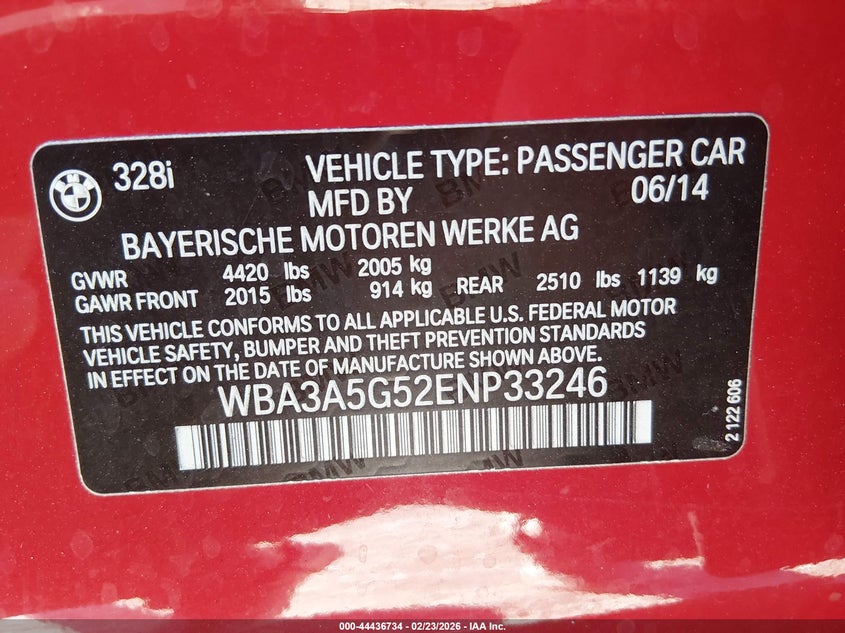 328i VEHICLE TYPE: PASSENGER CAR
MFD BY 06/14
BAYERISCHE MOTOREN WERKE AG
GVWR 4420 lbs 2005 kg
GAWR FRONT 2015 lbs 914 kg REAR 2510 lbs 1139 kg
THIS VEHICLE CONFORMS TO ALL APPLICABLE U.S. FEDERAL MOTOR
VEHICLE SAFETY, BUMPER AND THEFT PREVENTION STANDARDS
IN EFFECT ON THE DATE OF MANUFACTURE SHOWN ABOVE.
WBA3A5G52ENP33246
2 122 606
000-44436734 / 02/23/2026 - IAA Inc.